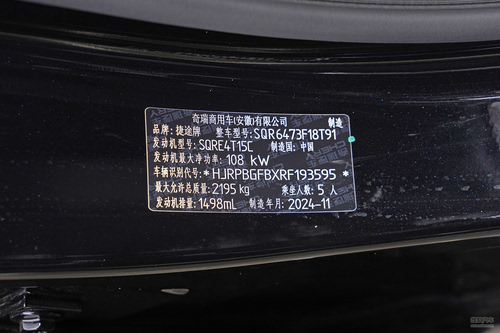 奇瑞商用车(安徽)有限公司 制造
品牌:捷途牌 整车型号:SQR6473F18T91
发动机型号:SQRE4T15C 制造国:中国
发动机最大净功率:108 kW
车辆识别代号:*HJRPBGFBXRF193595*
最大允许总质量:2195 kg 乘坐人数:5 人
发动机排量:1498mL 制造年月:2024-11